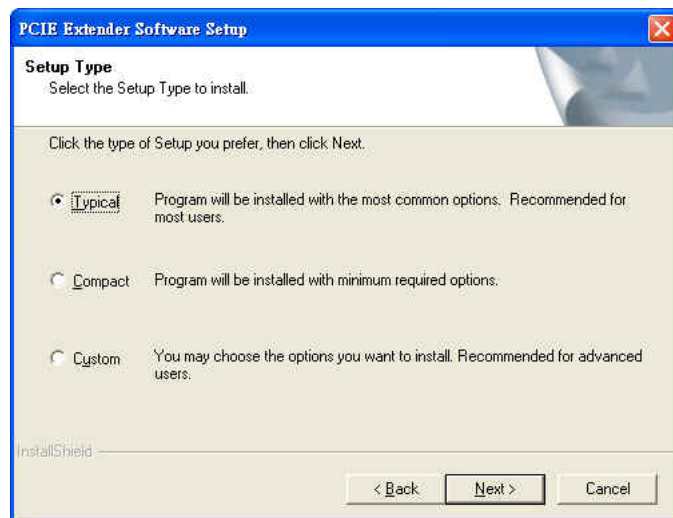 PCIE Extender Software Setup
Setup Type
Select the Setup Type to install.
Click the type of Setup you prefer, then click Next.
Typical
Program will be installed with the most common options.  Recommended for
most users.
Compact
Program will be installed with minimum required options.
Custom
You may choose the options you want to install. Recommended for advanced
users.
InstallShield
< Back
Next >
Cancel